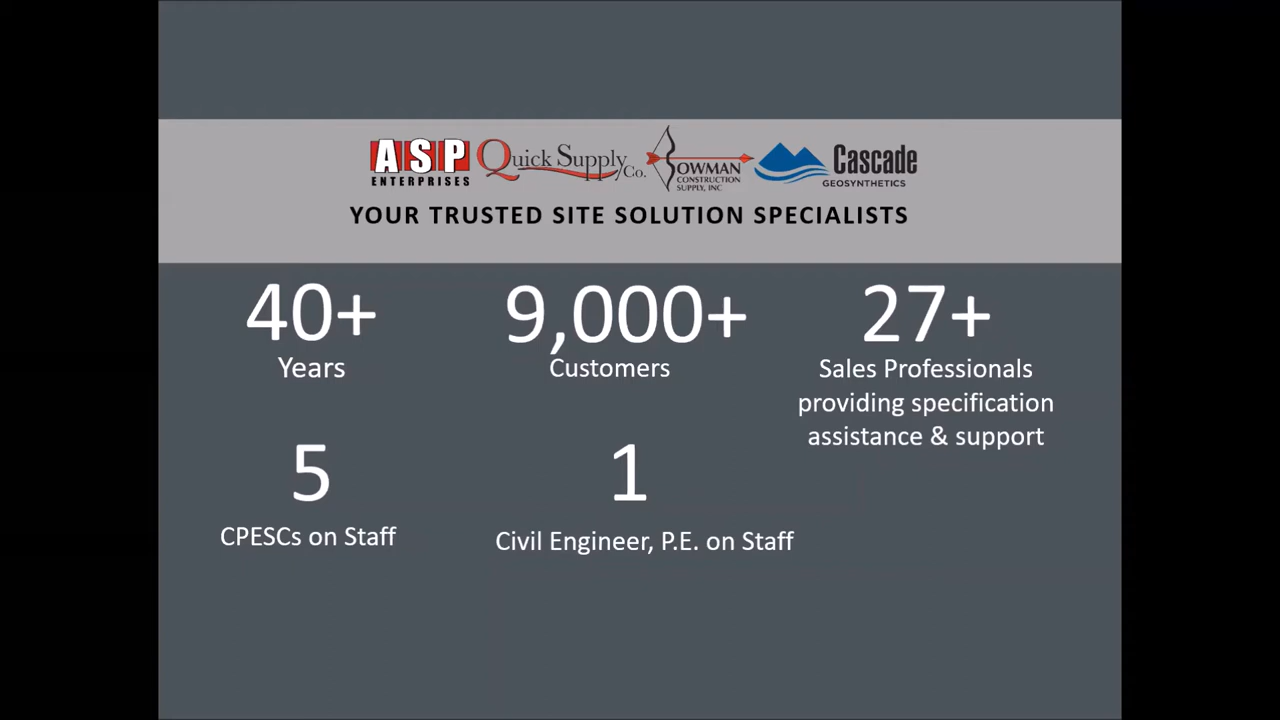 ASP
ENTERPRISES
Quick Supply Co.
BOWMAN
CONSTRUCTION
SUPPLY, INC
Cascade
GEOSYNTHETICS
YOUR TRUSTED SITE SOLUTION SPECIALISTS
40+
Years
9,000+
Customers
27+
Sales Professionals
providing specification
assistance & support
5
CPESCs on Staff
1
Civil Engineer, P.E. on Staff